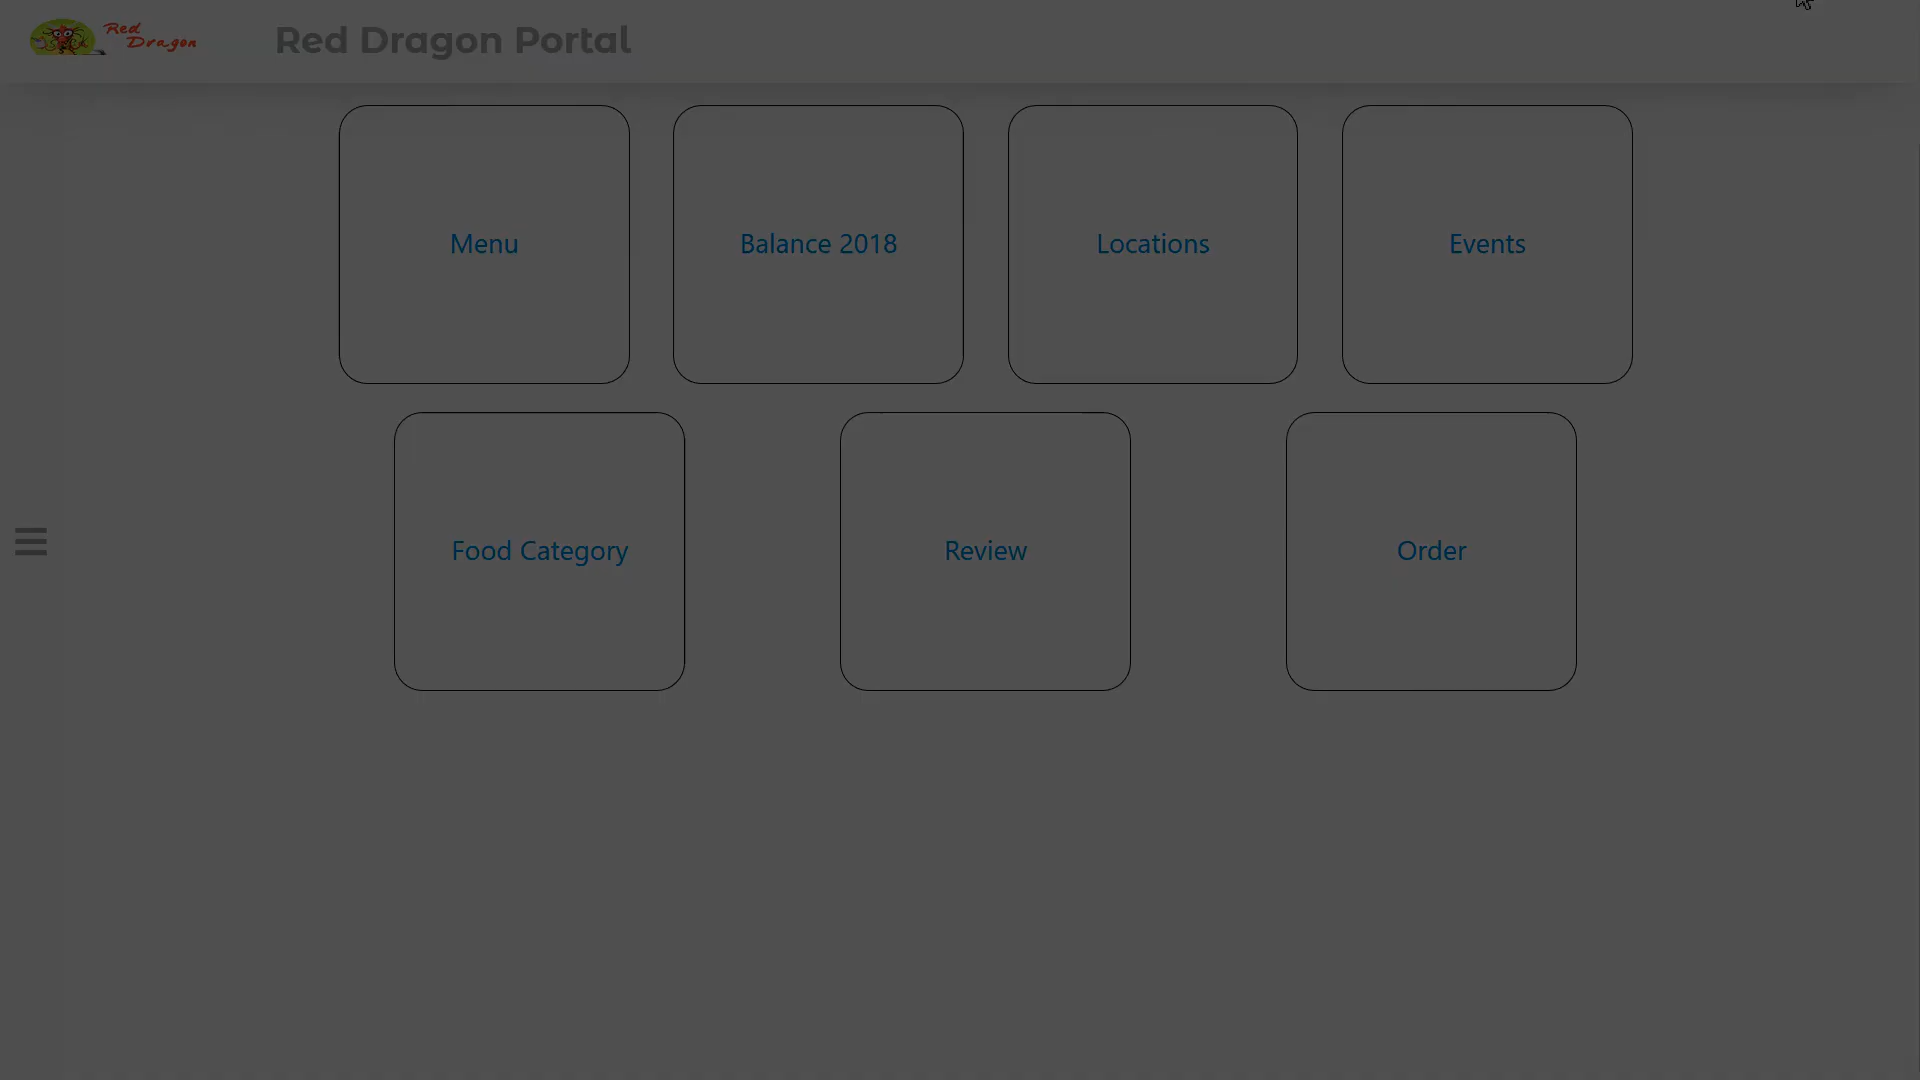 Red
Dragon
Red Dragon Portal
Menu
Balance 2018
Locations
Events
Food Category
Review
Order